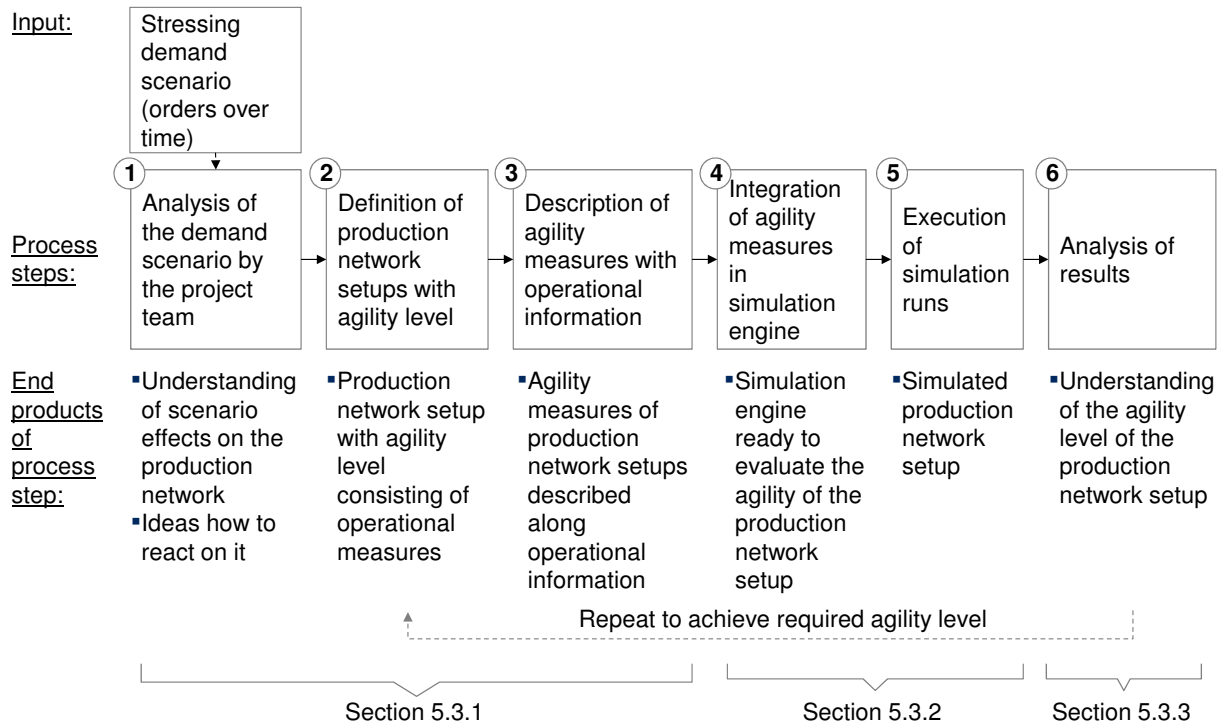 Input:
Stressing
demand
scenario
(orders over
time)
Process
steps:
1
Analysis of
the demand
scenario by
the project
team
2
Definition of
production
network
setups with
agility level
3
Description of
agility
measures with
operational
information
4
Integration
of agility
measures
in
simulation
engine
5
Execution
of
simulation
runs
6
Analysis of
results
End
products
of
process
step:
▪Understanding
of scenario
effects on the
production
network
▪Ideas how to
react on it
▪Production
network setup
with agility
level
consisting of
operational
measures
▪Agility
measures of
production
network setups
described
along
operational
information
▪Simulation
engine
ready to
evaluate the
agility of the
production
network
setup
▪Simulated
production
network
setup
▪Understanding
of the agility
level of the
production
network setup
Repeat to achieve required agility level
Section 5.3.1
Section 5.3.2
Section 5.3.3